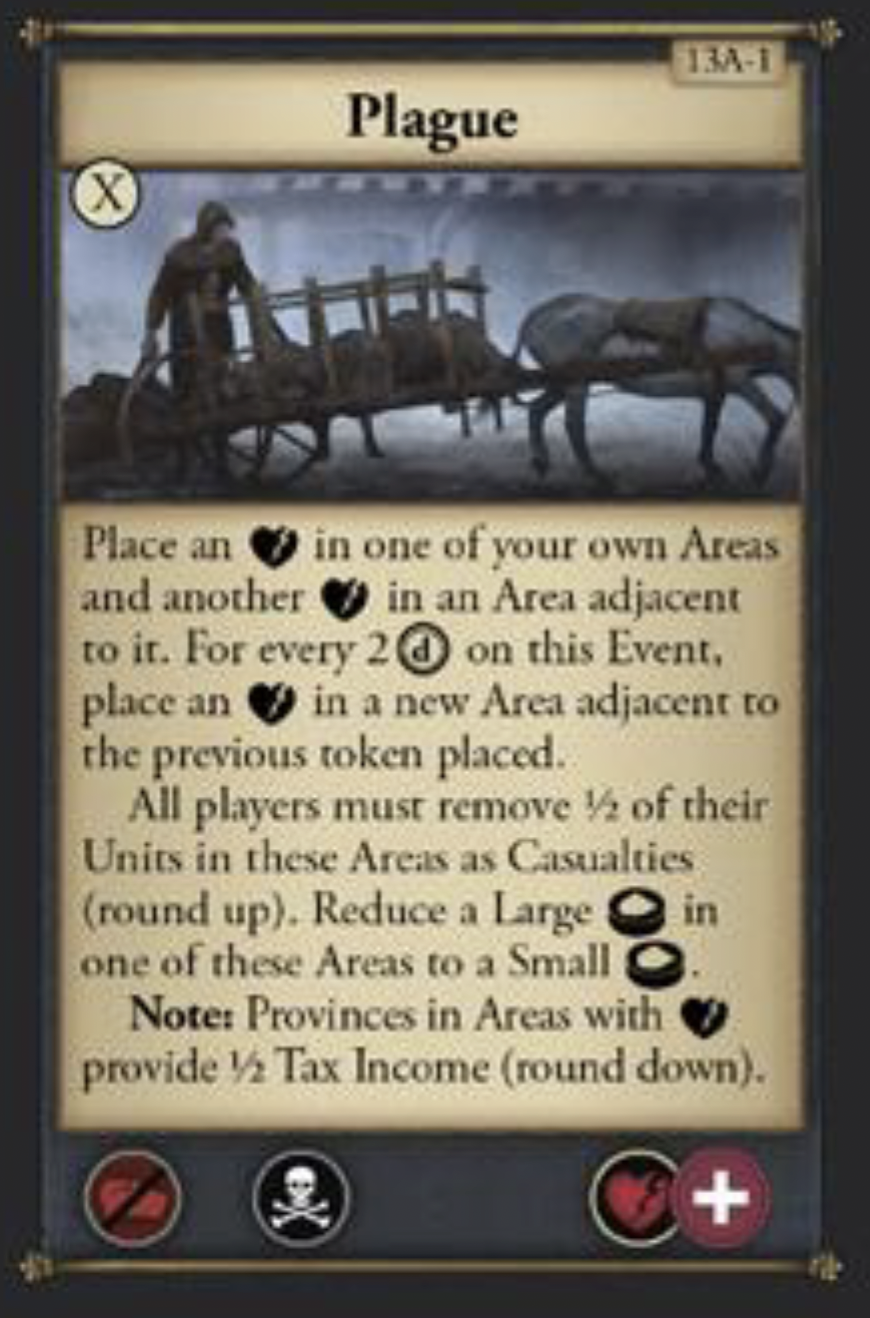 13A-1
Plague
X
Place an in one of your own Areas
and another in an Area adjacent
to it. For every 2 d on this Event,
place an in a new Area adjacent to
the previous token placed.
All players must remove ½ of their
Units in these Areas as Casualties
(round up). Reduce a Large in
one of these Areas to a Small .
Note: Provinces in Areas with
provide ½ Tax Income (round down).